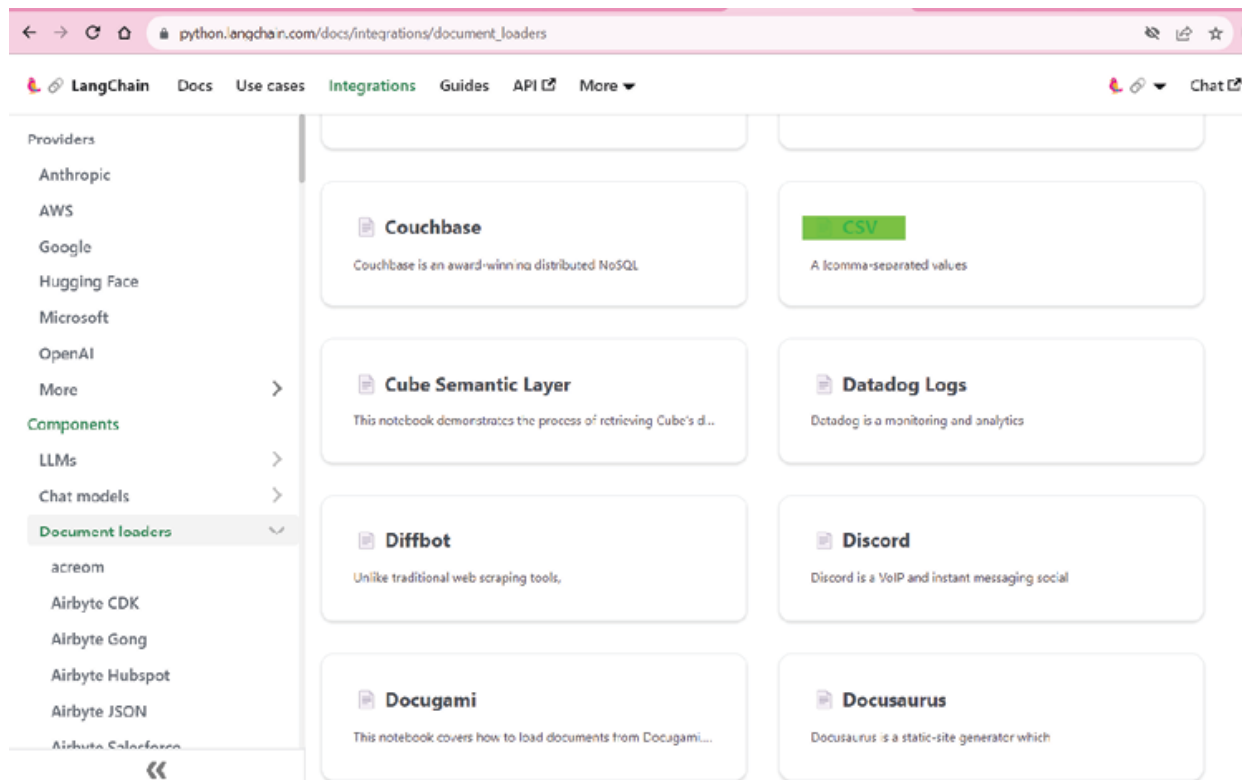 python.langchain.com/docs/integrations/document_loaders
LangChain Docs Use cases Integrations Guides API More Chat
Providers
Anthropic
AWS
Google
Hugging Face
Microsoft
OpenAI
More
Components
LLMs
Chat models
Document loaders
acreom
Airbyte CDK
Airbyte Gong
Airbyte Hubspot
Airbyte JSON
Airbyte Salesforce
Couchbase
Couchbase is an award-winning distributed NoSQL
CSV
A (comma-separated values
Cube Semantic Layer
This notebook demonstrates the process of retrieving Cube's d...
Datadog Logs
Datadog is a monitoring and analytics
Diffbot
Unlike traditional web scraping tools,
Discord
Discord is a VoIP and instant messaging social
Docugami
This notebook covers how to load documents from Docugami....
Docusaurus
Docusaurus is a static-site generator which